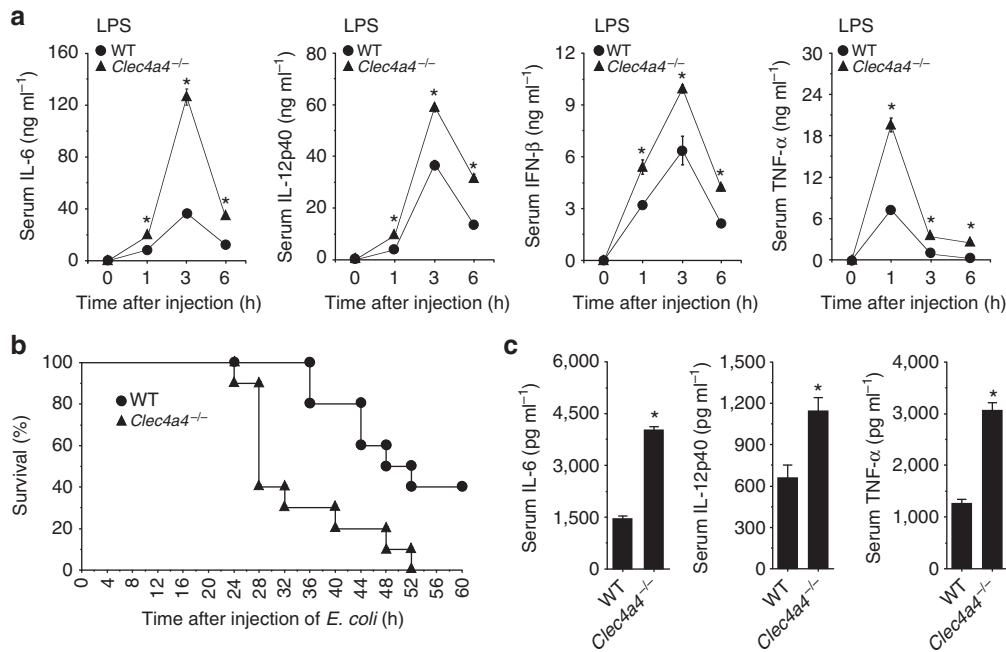 a
LPS
WT
Clec4a4⁻/⁻
Serum IL-6 (ng ml⁻¹)
160
120
80
40
0
0 1 3 6
* * *
Time after injection (h)
LPS
WT
Clec4a4⁻/⁻
Serum IL-12p40 (ng ml⁻¹)
80
60
40
20
0
0 1 3 6
* * *
Time after injection (h)
LPS
WT
Clec4a4⁻/⁻
Serum IFN-β (ng ml⁻¹)
12
9
6
3
0
0 1 3 6
* * *
Time after injection (h)
LPS
WT
Clec4a4⁻/⁻
Serum TNF-α (ng ml⁻¹)
30
24
18
12
6
0
0 1 3 6
* * *
Time after injection (h)
b
WT
Clec4a4⁻/⁻
Survival (%)
100
80
60
40
20
0
0 4 8 12 16 20 24 28 32 36 40 44 48 52 56 60
Time after injection of E. coli (h)
c
Serum IL-6 (pg ml⁻¹)
6,000
4,500
3,000
1,500
0
*
WT
Clec4a4⁻/⁻
Serum IL-12p40 (pg ml⁻¹)
1,500
1,200
900
600
300
0
*
WT
Clec4a4⁻/⁻
Serum TNF-α (pg ml⁻¹)
4,000
3,000
2,000
1,000
0
*
WT
Clec4a4⁻/⁻